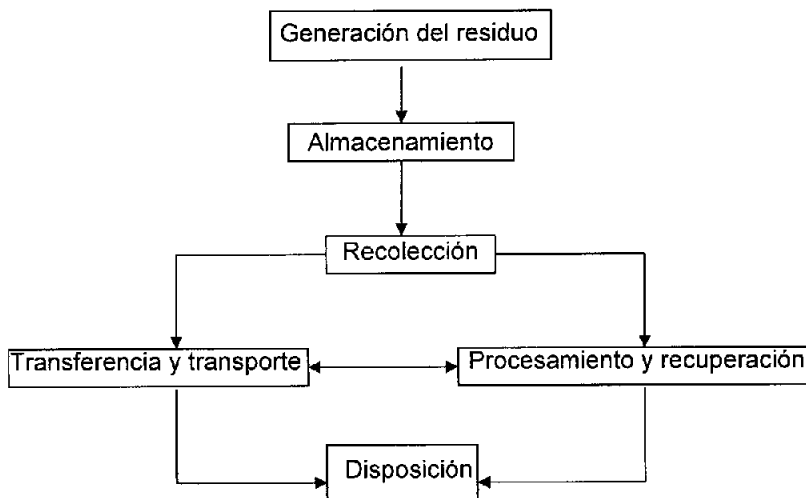 Generación del residuo
Almacenamiento
Recolección
Transferencia y transporte
Procesamiento y recuperación
Disposición